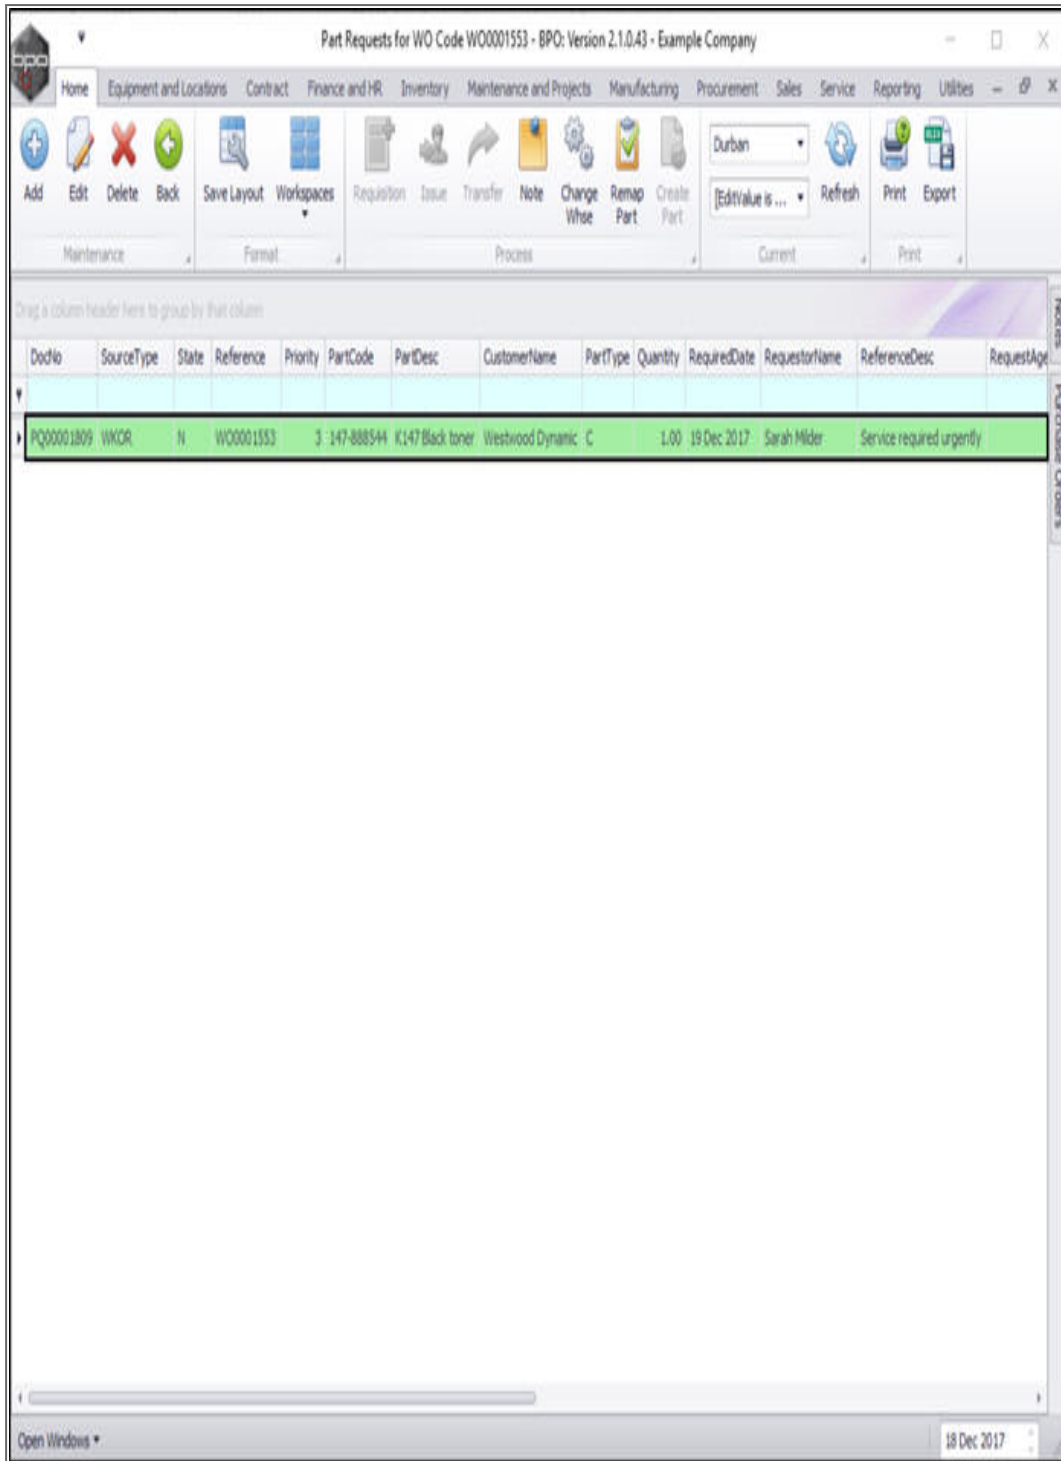 Part Requests for WO Code WO0001553 - BPO: Version 2.1.0.43 - Example Company
bpo
Home Equipment and Locations Contract Finance and HR Inventory Maintenance and Projects Manufacturing Procurement Sales Service Reporting Utilities
Add Edit Delete Back Save Layout Workspaces Requisition Issue Transfer Note Change Whse Remap Part Create Part Durban [EditValue is ... Refresh Print Export
Maintenance Format Process Current Print
Drag a column header here to group by that column
DocNo SourceType State Reference Priority PartCode PartDesc CustomerName PartType Quantity RequiredDate RequestorName ReferenceDesc RequestAge
PQ00001809 WKOR N WO0001553 3 147-888544 K147 Black toner Westwood Dynamic C 1.00 19 Dec 2017 Sarah Milder Service required urgently
Notes
Purchase Orders
Open Windows 18 Dec 2017